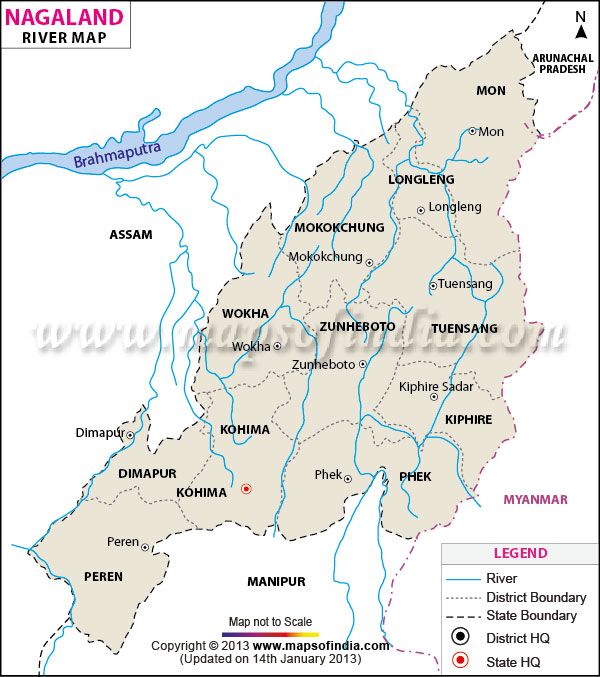 NAGALAND
RIVER MAP
N
ARUNACHAL
PRADESH
MON
Mon
Brahmaputra
LONGLENG
Longleng
ASSAM
MOKOKCHUNG
Mokokchung
Tuensang
WOKHA
ZUNHEBOTO
TUENSANG
www.mapsofindia.com
Wokha
Zunheboto
Kiphire Sadar
KIPHIRE
Dimapur
KOHIMA
DIMAPUR
KOHIMA
Phek
PHEK
MYANMAR
Peren
PEREN
MANIPUR
LEGEND
River
District Boundary
State Boundary
District HQ
State HQ
Map not to Scale
Copyright © 2013 www.mapsofindia.com
(Updated on 14th January 2013)